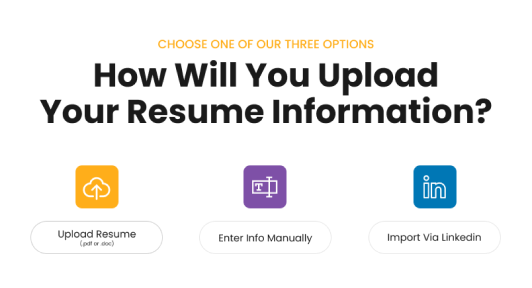 CHOOSE ONE OF OUR THREE OPTIONS
How Will You Upload
Your Resume Information?
T
in
Upload Resume
(.pdf or .doc)
Enter Info Manually
Import Via Linkedin